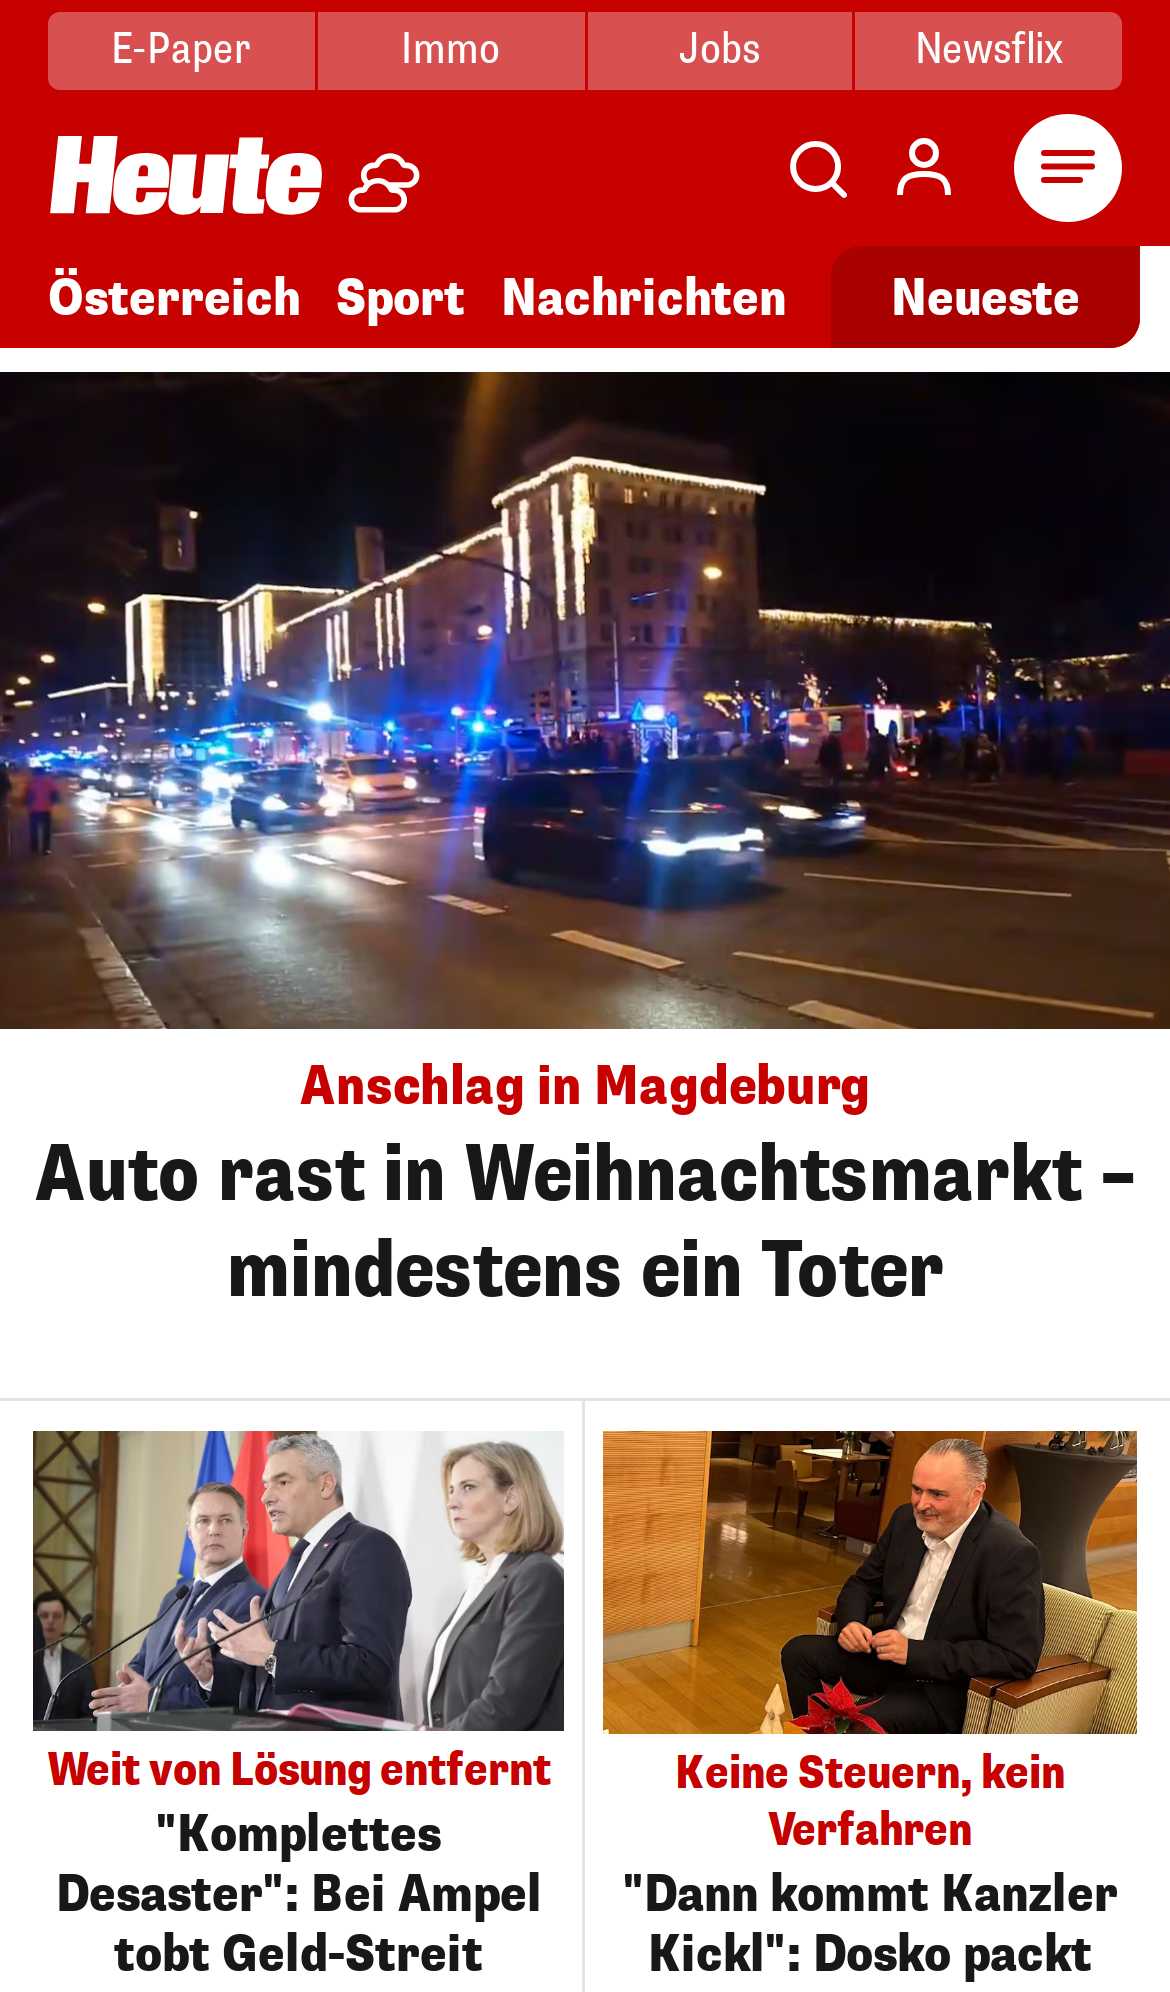 E-Paper
Immo
Jobs
Newsflix
Heute
Österreich
Sport
Nachrichten
Neueste
Anschlag in Magdeburg
Auto rast in Weihnachtsmarkt –
mindestens ein Toter
Weit von Lösung entfernt
"Komplettes
Desaster": Bei Ampel
tobt Geld-Streit
Keine Steuern, kein
Verfahren
"Dann kommt Kanzler
Kickl": Dosko packt